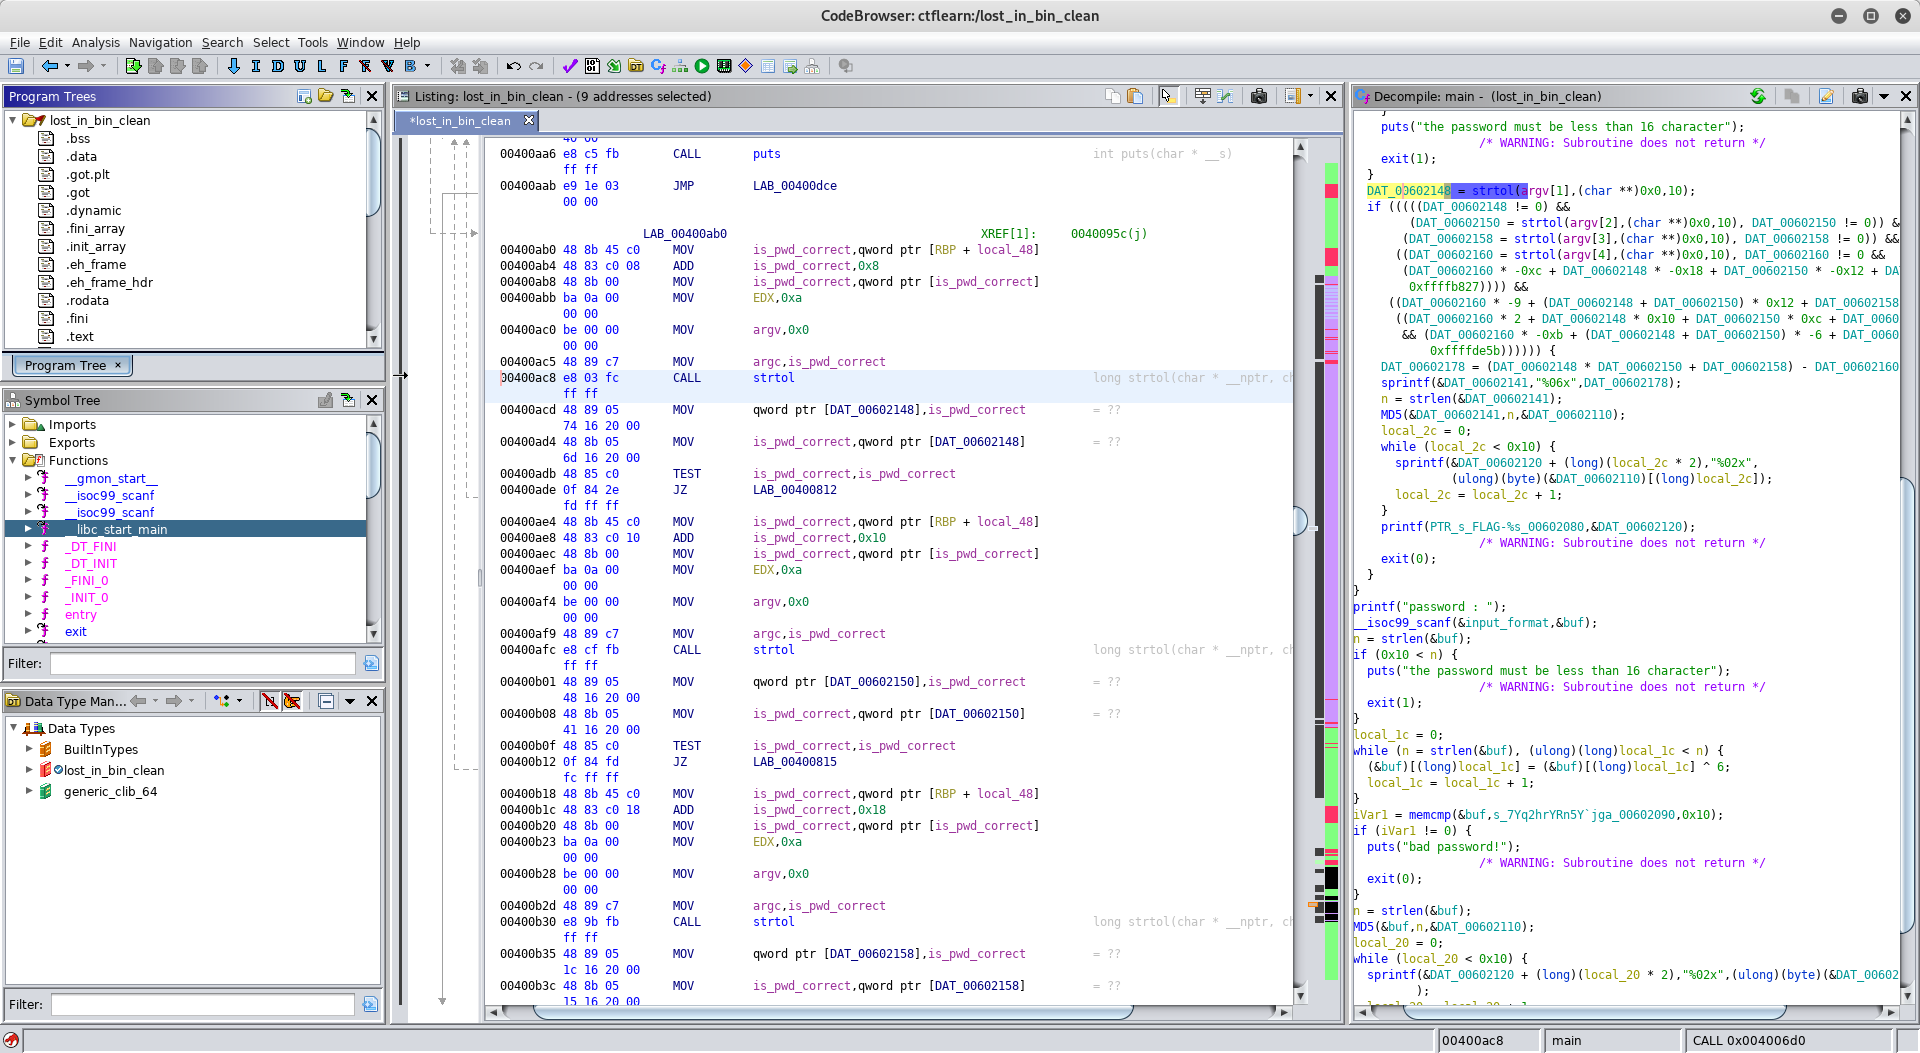 CodeBrowser: ctflearn:/lost_in_bin_clean
File Edit Analysis Navigation Search Select Tools Window Help
I D U L F V B
Program Trees
lost_in_bin_clean
.bss
.data
.got.plt
.got
.dynamic
.fini_array
.init_array
.eh_frame
.eh_frame_hdr
.rodata
.fini
.text
Program Tree ×
Symbol Tree
Imports
Exports
Functions
__gmon_start__
__isoc99_scanf
__isoc99_scanf
__libc_start_main
_DT_FINI
_DT_INIT
_FINI_0
_INIT_0
entry
exit
Filter:
Data Type Man...
Data Types
BuiltInTypes
lost_in_bin_clean
generic_clib_64
Filter:
Listing: lost_in_bin_clean - (9 addresses selected)
*lost_in_bin_clean
00400aa6 e8 c5 fb CALL puts int puts(char * __s)
ff ff
00400aab e9 1e 03 JMP LAB_00400dce
00 00
LAB_00400ab0 XREF[1]: 0040095c(j)
00400ab0 48 8b 45 c0 MOV is_pwd_correct,qword ptr [RBP + local_48]
00400ab4 48 83 c0 08 ADD is_pwd_correct,0x8
00400ab8 48 8b 00 MOV is_pwd_correct,qword ptr [is_pwd_correct]
00400abb ba 0a 00 MOV EDX,0xa
00 00
00400ac0 be 00 00 MOV argv,0x0
00 00
00400ac5 48 89 c7 MOV argc,is_pwd_correct
00400ac8 e8 03 fc CALL strtol long strtol(char * __nptr, ch
ff ff
00400acd 48 89 05 MOV qword ptr [DAT_00602148],is_pwd_correct = ??
74 16 20 00
00400ad4 48 8b 05 MOV is_pwd_correct,qword ptr [DAT_00602148] = ??
6d 16 20 00
00400adb 48 85 c0 TEST is_pwd_correct,is_pwd_correct
00400ade 0f 84 2e JZ LAB_00400812
fd ff ff
00400ae4 48 8b 45 c0 MOV is_pwd_correct,qword ptr [RBP + local_48]
00400ae8 48 83 c0 10 ADD is_pwd_correct,0x10
00400aec 48 8b 00 MOV is_pwd_correct,qword ptr [is_pwd_correct]
00400aef ba 0a 00 MOV EDX,0xa
00 00
00400af4 be 00 00 MOV argv,0x0
00 00
00400af9 48 89 c7 MOV argc,is_pwd_correct
00400afc e8 cf fb CALL strtol long strtol(char * __nptr, ch
ff ff
00400b01 48 89 05 MOV qword ptr [DAT_00602150],is_pwd_correct = ??
48 16 20 00
00400b08 48 8b 05 MOV is_pwd_correct,qword ptr [DAT_00602150] = ??
41 16 20 00
00400b0f 48 85 c0 TEST is_pwd_correct,is_pwd_correct
00400b12 0f 84 fd JZ LAB_00400815
fc ff ff
00400b18 48 8b 45 c0 MOV is_pwd_correct,qword ptr [RBP + local_48]
00400b1c 48 83 c0 18 ADD is_pwd_correct,0x18
00400b20 48 8b 00 MOV is_pwd_correct,qword ptr [is_pwd_correct]
00400b23 ba 0a 00 MOV EDX,0xa
00 00
00400b28 be 00 00 MOV argv,0x0
00 00
00400b2d 48 89 c7 MOV argc,is_pwd_correct
00400b30 e8 9b fb CALL strtol long strtol(char * __nptr, ch
ff ff
00400b35 48 89 05 MOV qword ptr [DAT_00602158],is_pwd_correct = ??
1c 16 20 00
00400b3c 48 8b 05 MOV is_pwd_correct,qword ptr [DAT_00602158] = ??
15 16 20 00
Decompile: main - (lost_in_bin_clean)
puts("the password must be less than 16 character");
/* WARNING: Subroutine does not return */
exit(1);
}
DAT_00602148 = strtol(argv[1],(char **)0x0,10);
if (((((DAT_00602148 != 0) &&
(DAT_00602150 = strtol(argv[2],(char **)0x0,10), DAT_00602150 != 0)) &
(DAT_00602158 = strtol(argv[3],(char **)0x0,10), DAT_00602158 != 0)) &&
((DAT_00602160 = strtol(argv[4],(char **)0x0,10), DAT_00602160 != 0 &&
(DAT_00602160 * -0xc + DAT_00602148 * -0x18 + DAT_00602150 * -0x12 + DA
0xffffb827)))) &&
((DAT_00602160 * -9 + (DAT_00602148 + DAT_00602150) * 0x12 + DAT_00602158
((DAT_00602160 * 2 + DAT_00602148 * 0x10 + DAT_00602150 * 0xc + DAT_00602
&& (DAT_00602160 * -0xb + (DAT_00602148 + DAT_00602150) * -6 + DAT_00602
0xffffde5b)))))) {
DAT_00602178 = (DAT_00602148 * DAT_00602150 + DAT_00602158) - DAT_00602160
sprintf(&DAT_00602141,"%06x",DAT_00602178);
n = strlen(&DAT_00602141);
MD5(&DAT_00602141,n,&DAT_00602110);
local_2c = 0;
while (local_2c < 0x10) {
sprintf(&DAT_00602120 + (long)(local_2c * 2),"%02x",
(ulong)(byte)(&DAT_00602110)[(long)local_2c]);
local_2c = local_2c + 1;
}
printf(PTR_s_FLAG-%s_00602080,&DAT_00602120);
/* WARNING: Subroutine does not return */
exit(0);
}
}
printf("password : ");
__isoc99_scanf(&input_format,&buf);
n = strlen(&buf);
if (0x10 < n) {
puts("the password must be less than 16 character");
/* WARNING: Subroutine does not return */
exit(1);
}
local_1c = 0;
while (n = strlen(&buf), (ulong)(long)local_1c < n) {
(&buf)[(long)local_1c] = (&buf)[(long)local_1c] ^ 6;
local_1c = local_1c + 1;
}
iVar1 = memcmp(&buf,s_7Yq2hrYRn5Y`jga_00602090,0x10);
if (iVar1 != 0) {
puts("bad password!");
/* WARNING: Subroutine does not return */
exit(0);
}
n = strlen(&buf);
MD5(&buf,n,&DAT_00602110);
local_20 = 0;
while (local_20 < 0x10) {
sprintf(&DAT_00602120 + (long)(local_20 * 2),"%02x",(ulong)(byte)(&DAT_00602
);
00400ac8 main CALL 0x004006d0